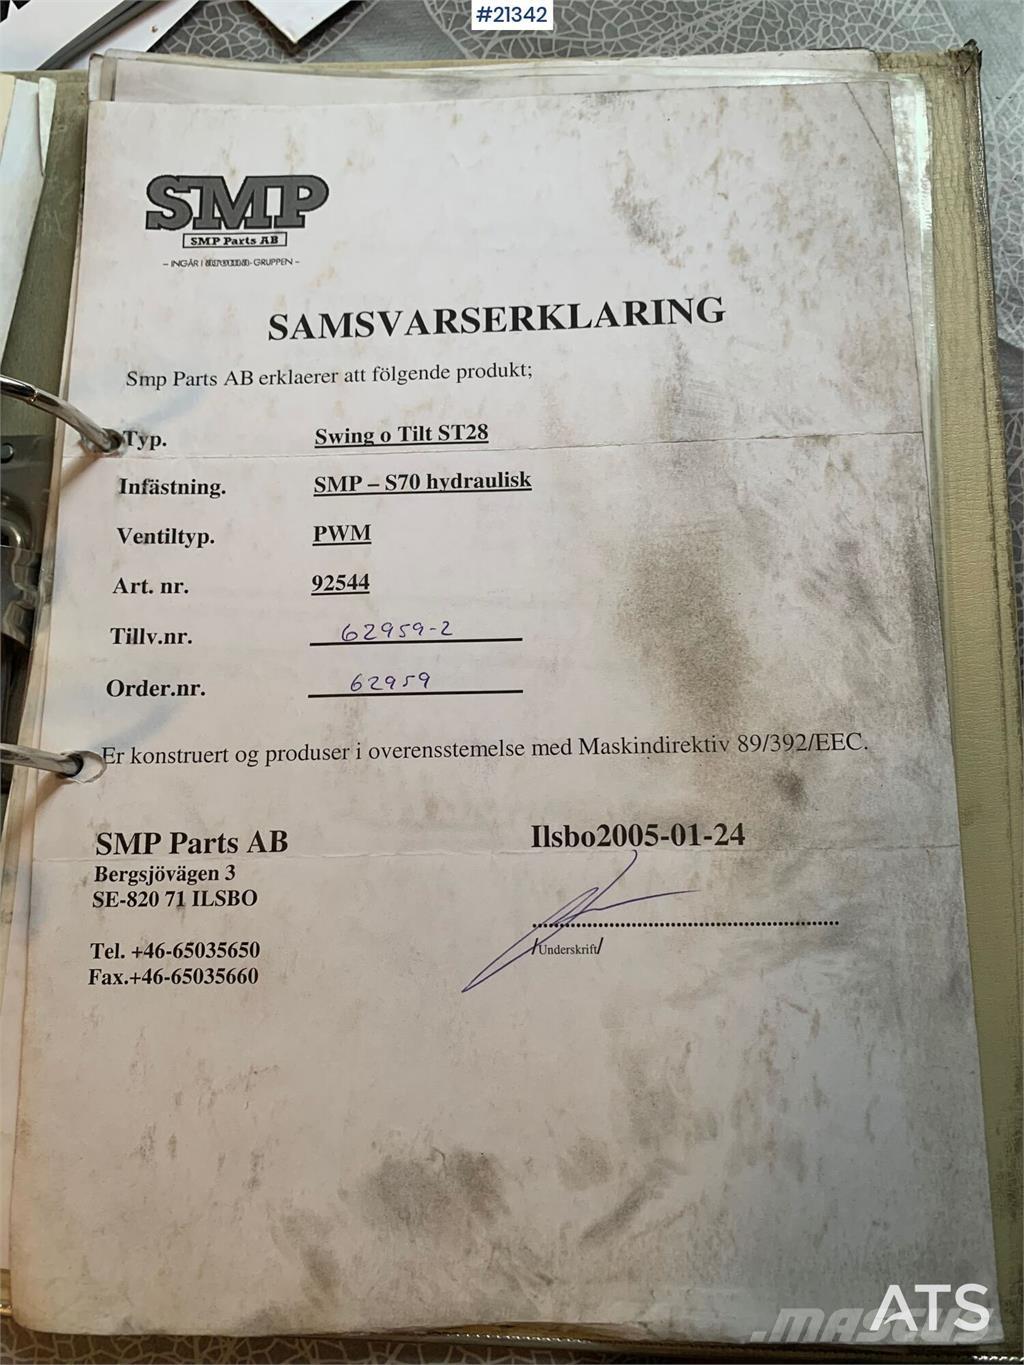 #21342
SMP
SMP Parts AB
- INGÅR I GRUPPEN -
SAMSVARSERKLARING
Smp Parts AB erklaerer att fölgende produkt;
Typ. Swing o Tilt ST28
Infästning. SMP – S70 hydraulisk
Ventiltyp. PWM
Art. nr. 92544
Tillv.nr. 62959-2
Order.nr. 62959
Er konstruert og produser i overensstemelse med Maskindirektiv 89/392/EEC.
SMP Parts AB Ilsbo2005-01-24
Bergsjövägen 3
SE-820 71 ILSBO
Tel. +46-65035650
/Underskrift/
Fax.+46-65035660
ATS